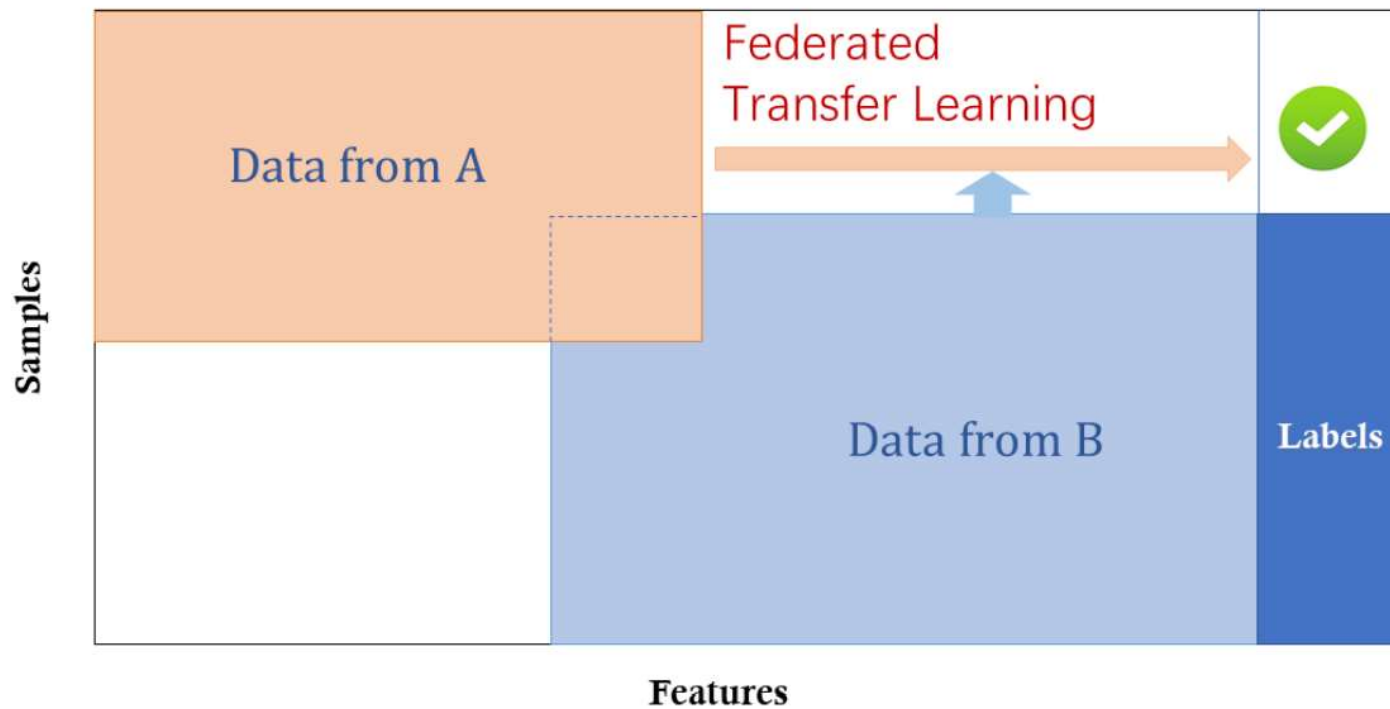 Federated
Transfer Learning
Data from A
Samples
Data from B
Labels
Features